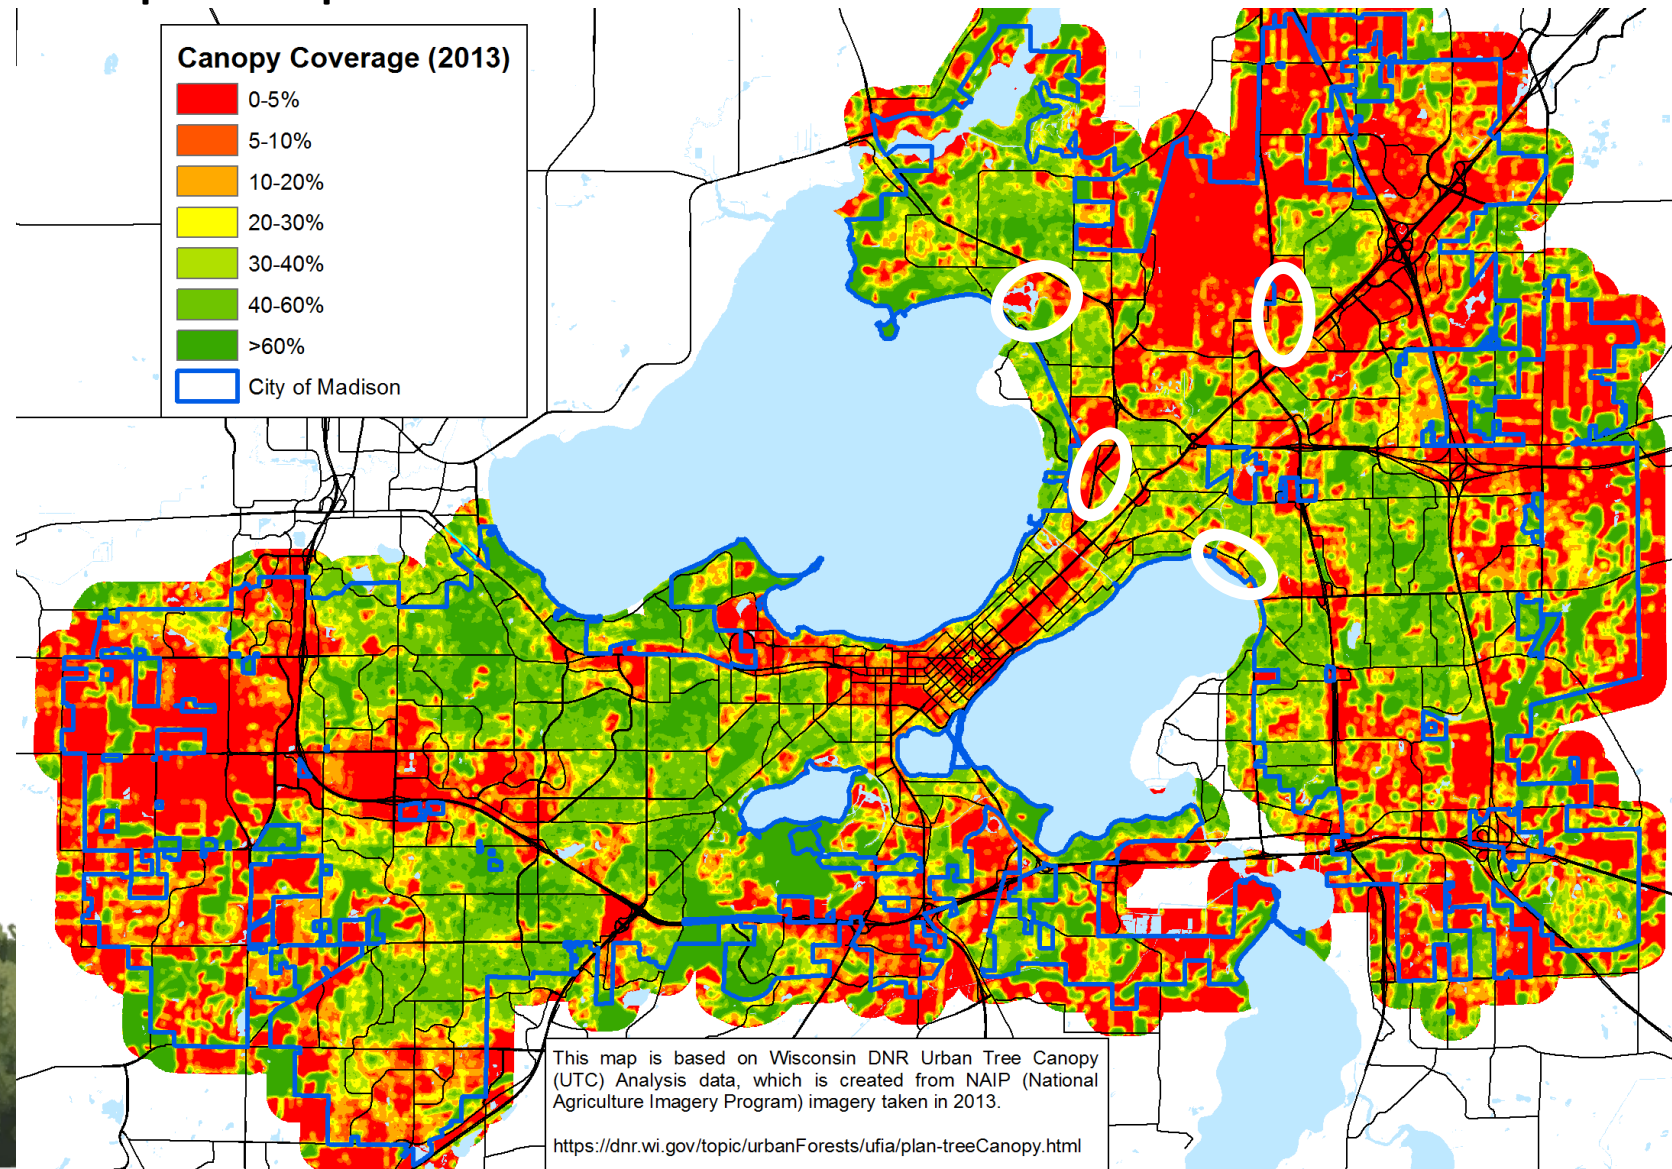 Canopy Coverage (2013)
0-5%
5-10%
10-20%
20-30%
30-40%
40-60%
>60%
City of Madison
This map is based on Wisconsin DNR Urban Tree Canopy
(UTC) Analysis data, which is created from NAIP (National
Agriculture Imagery Program) imagery taken in 2013.
https://dnr.wi.gov/topic/urbanForests/ufia/plan-treeCanopy.html